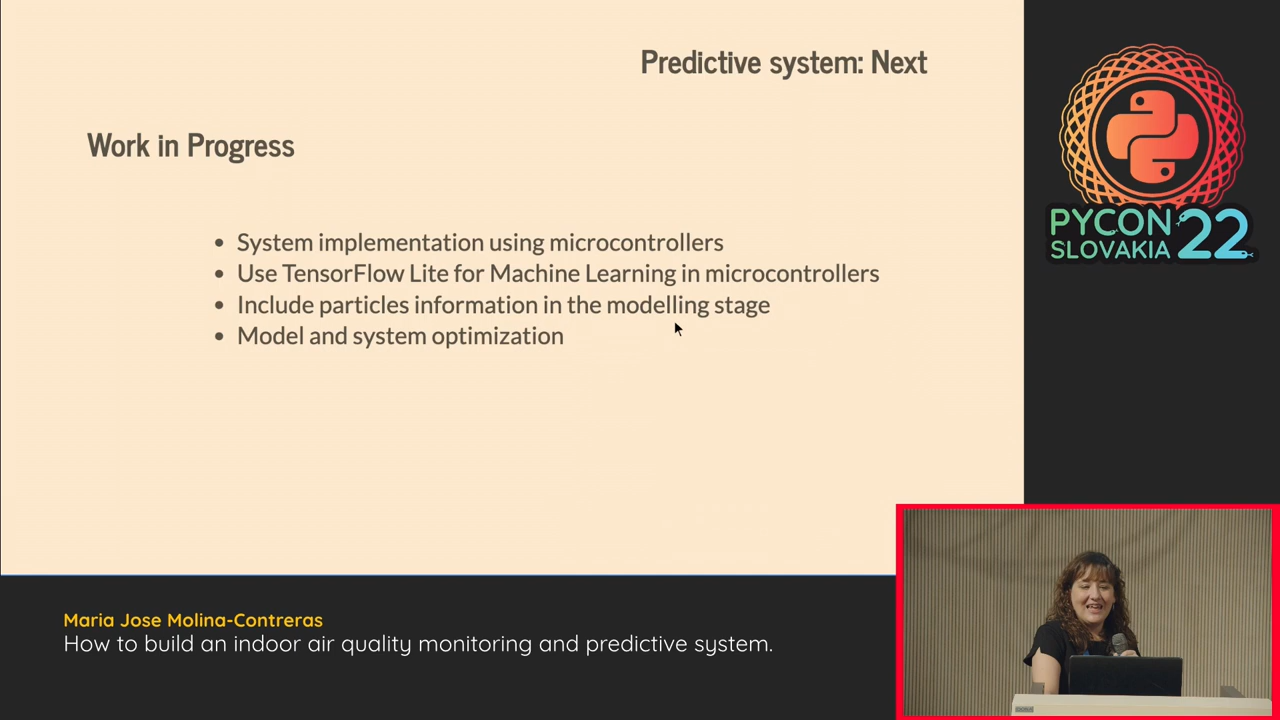 Predictive system: Next
Work in Progress
• System implementation using microcontrollers
• Use TensorFlow Lite for Machine Learning in microcontrollers
• Include particles information in the modelling stage
• Model and system optimization
PYCON 22
SLOVAKIA
Maria Jose Molina-Contreras
How to build an indoor air quality monitoring and predictive system.